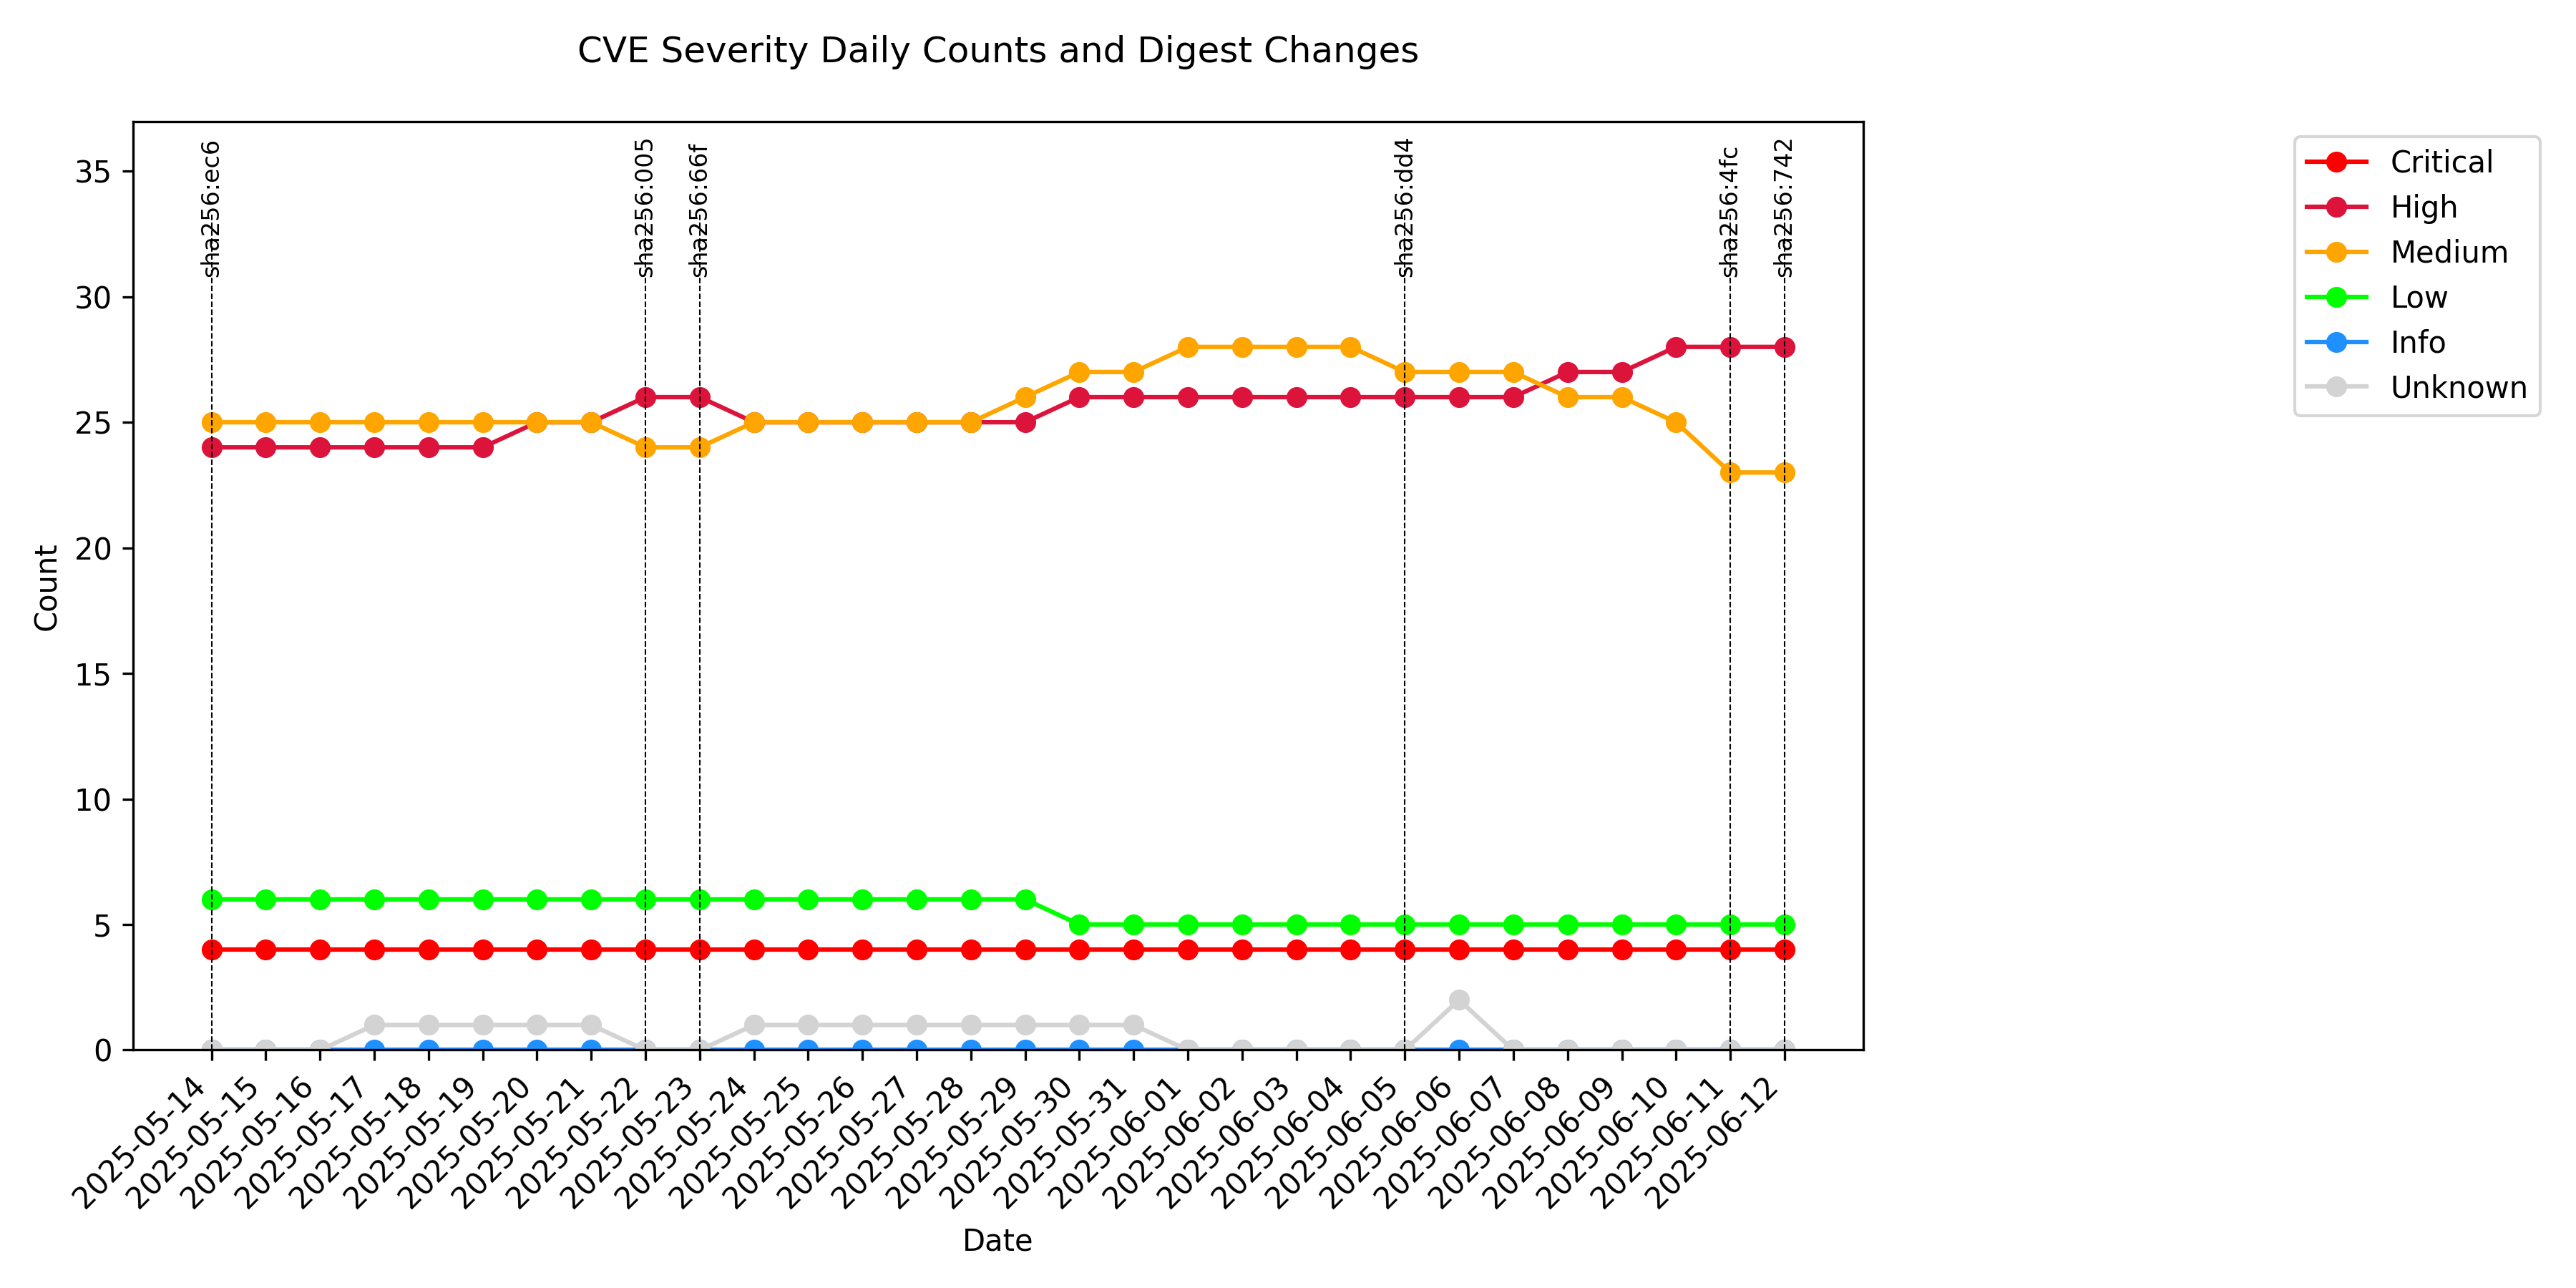 CVE Severity Daily Counts and Digest Changes
sha256:ec6
sha256:005
sha256:66f
sha256:dd4
sha256:4fc
sha256:742
Critical
High
Medium
Low
Info
Unknown
Count
35
30
25
20
15
10
5
0
2025-05-14
2025-05-15
2025-05-16
2025-05-17
2025-05-18
2025-05-19
2025-05-20
2025-05-21
2025-05-22
2025-05-23
2025-05-24
2025-05-25
2025-05-26
2025-05-27
2025-05-28
2025-05-29
2025-05-30
2025-05-31
2025-06-01
2025-06-02
2025-06-03
2025-06-04
2025-06-05
2025-06-06
2025-06-07
2025-06-08
2025-06-09
2025-06-10
2025-06-11
2025-06-12
Date